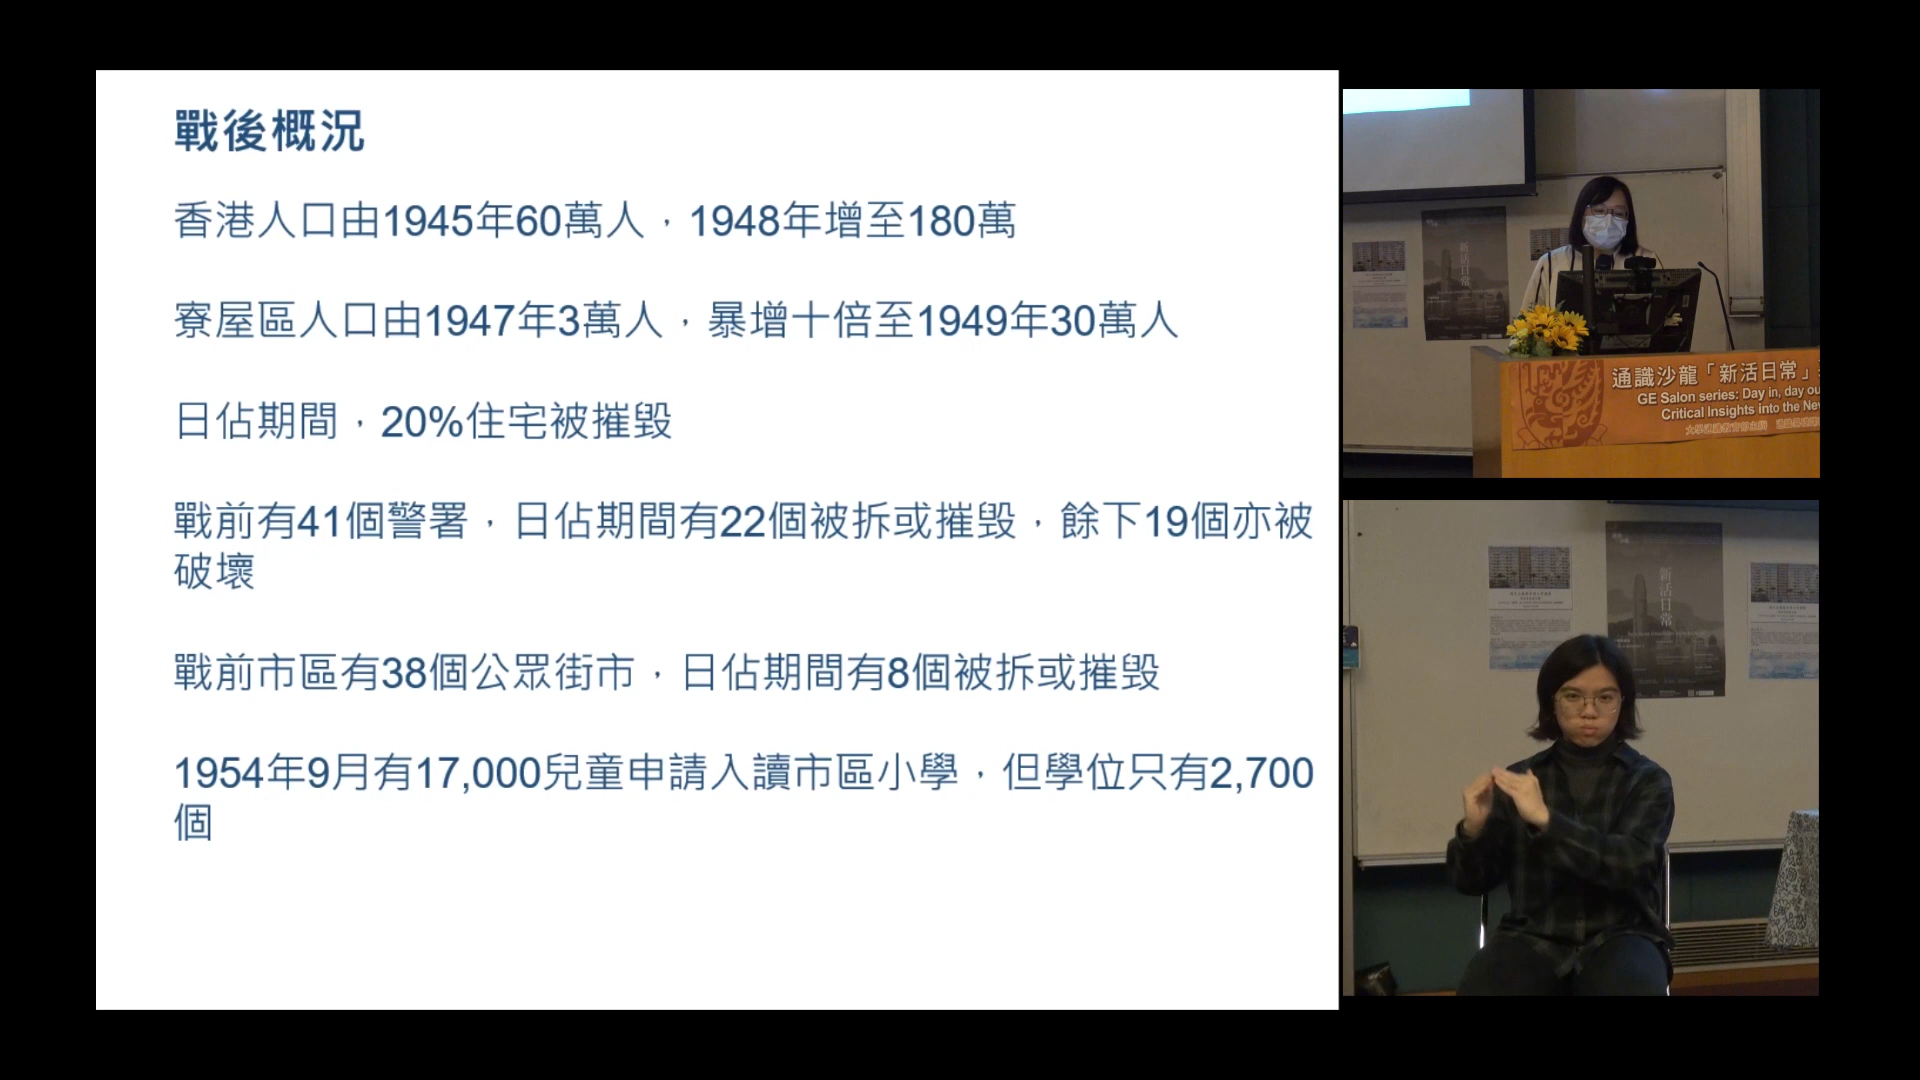 戰後概況
香港人口由1945年60萬人，1948年增至180萬
寮屋區人口由1947年3萬人，暴增十倍至1949年30萬人
日佔期間，20%住宅被摧毀
戰前有41個警署，日佔期間有22個被拆或摧毀，餘下19個亦被
破壞
戰前市區有38個公眾街市，日佔期間有8個被拆或摧毀
1954年9月有17,000兒童申請入讀市區小學，但學位只有2,700
個
新活日常
通識沙龍「新活日常」
GE Salon series: Day in, day ou
Critical Insights into the Ne
新活日常